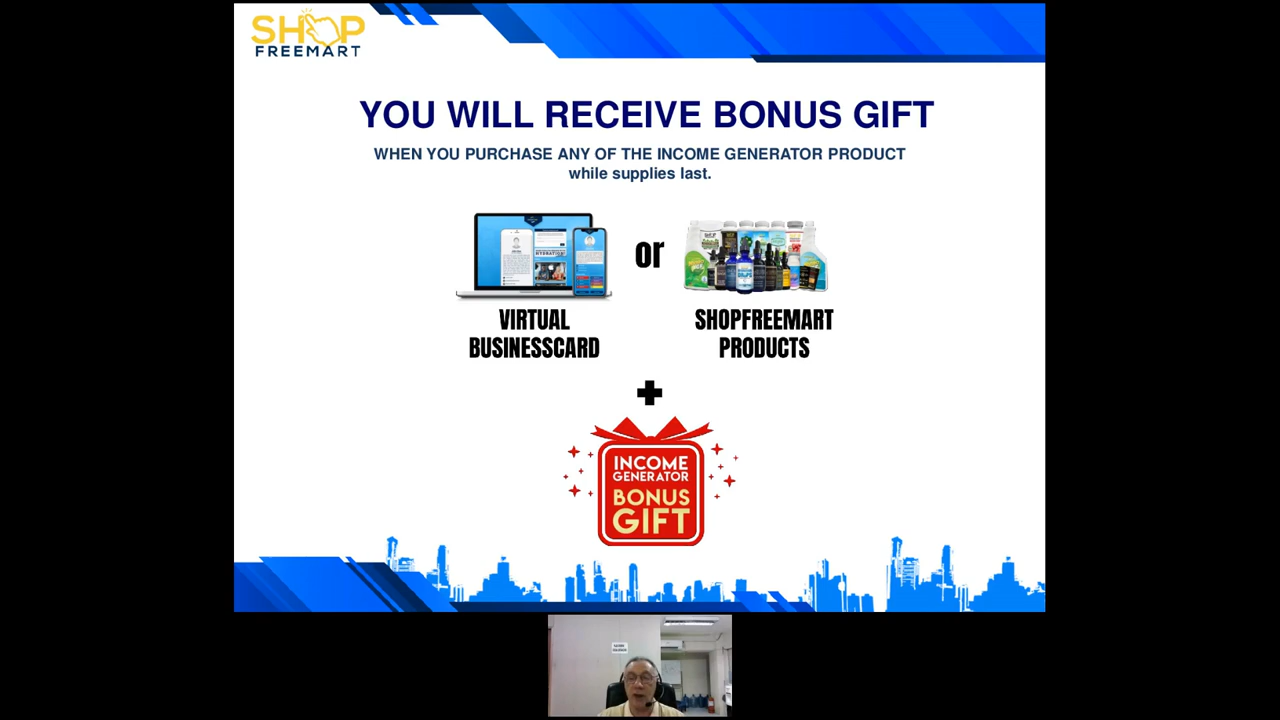 SHOP
FREEMART
YOU WILL RECEIVE BONUS GIFT
WHEN YOU PURCHASE ANY OF THE INCOME GENERATOR PRODUCT
while supplies last.
HYDRATION
or
VIRTUAL
BUSINESSCARD
SHOPFREEMART
PRODUCTS
+
INCOME
GENERATOR
BONUS
GIFT